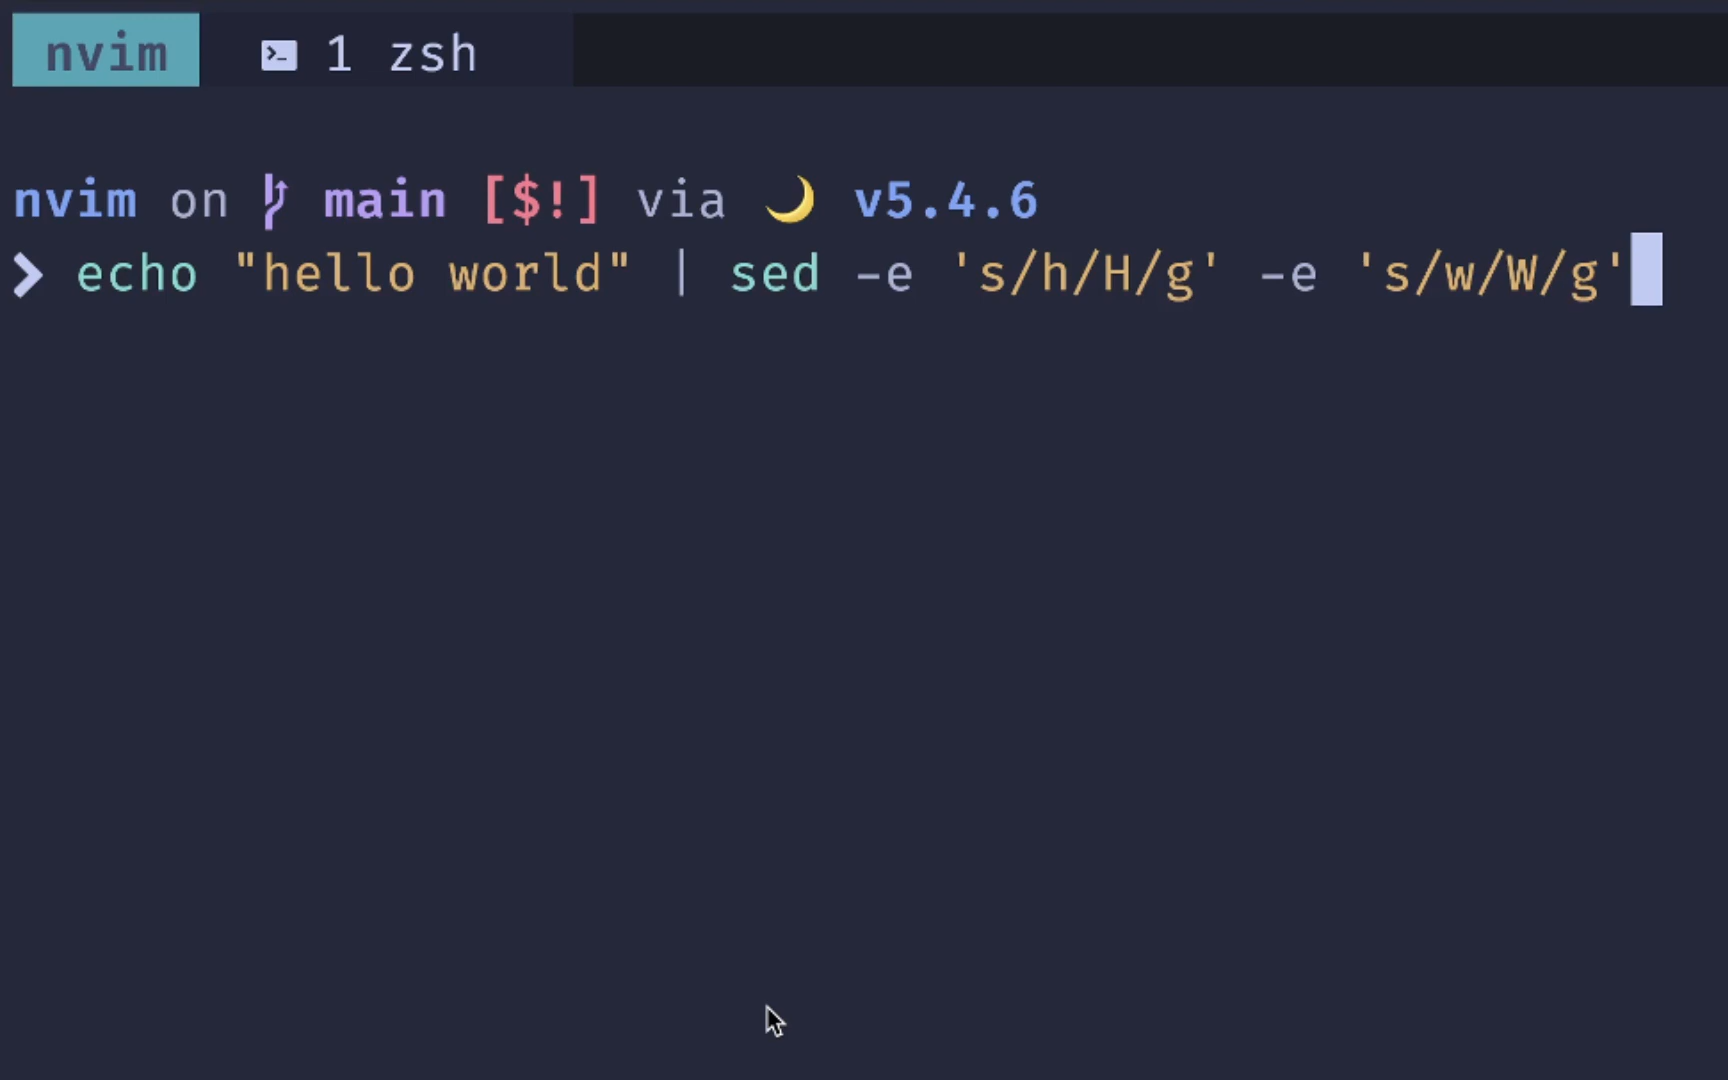 nvim 1 zsh
nvim on main [$!] via 🌙 v5.4.6
❯ echo "hello world" | sed -e 's/h/H/g' -e 's/w/W/g'